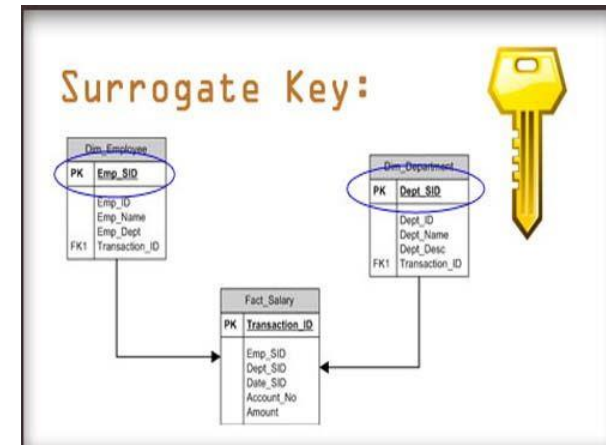 Surrogate Key:
Dim_Employee
PK Emp_SID
Emp_ID
Emp_Name
Emp_Dept
FK1 Transaction_ID
Dim_Department
PK Dept_SID
Dept_ID
Dept_Name
Dept_Desc
FK1 Transaction_ID
Fact_Salary
PK Transaction_ID
Emp_SID
Dept_SID
Date_SID
Account_No
Amount